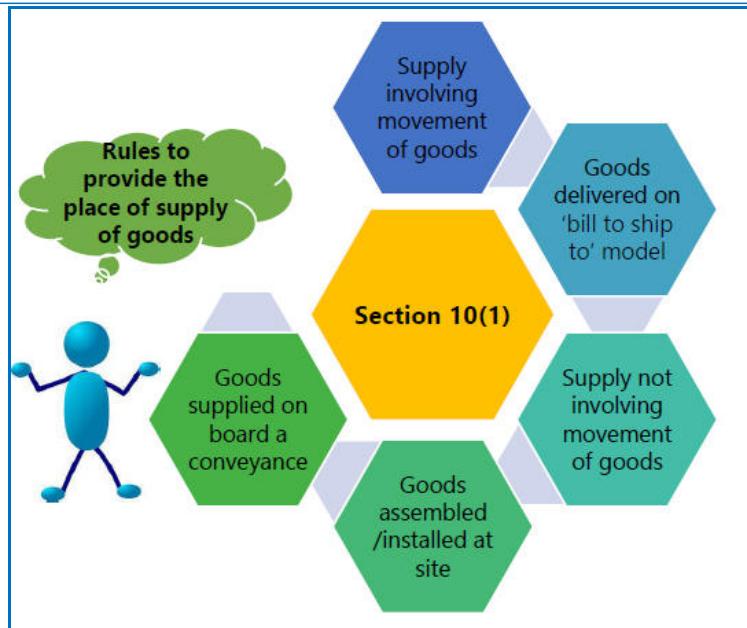 Rules to
provide the
place of supply
of goods
Supply
involving
movement
of goods
Goods
delivered on
‘bill to ship
to’ model
Section 10(1)
Supply not
involving
movement
of goods
Goods
assembled
/installed at
site
Goods
supplied on
board a
conveyance